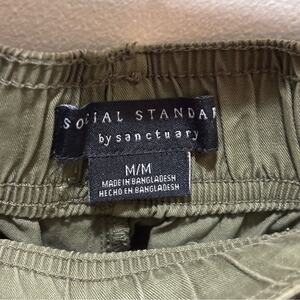 SOCIAL STANDAR
by sanctuary
M/M
MADE IN BANGLADESH
HECHO EN BANGLADESH